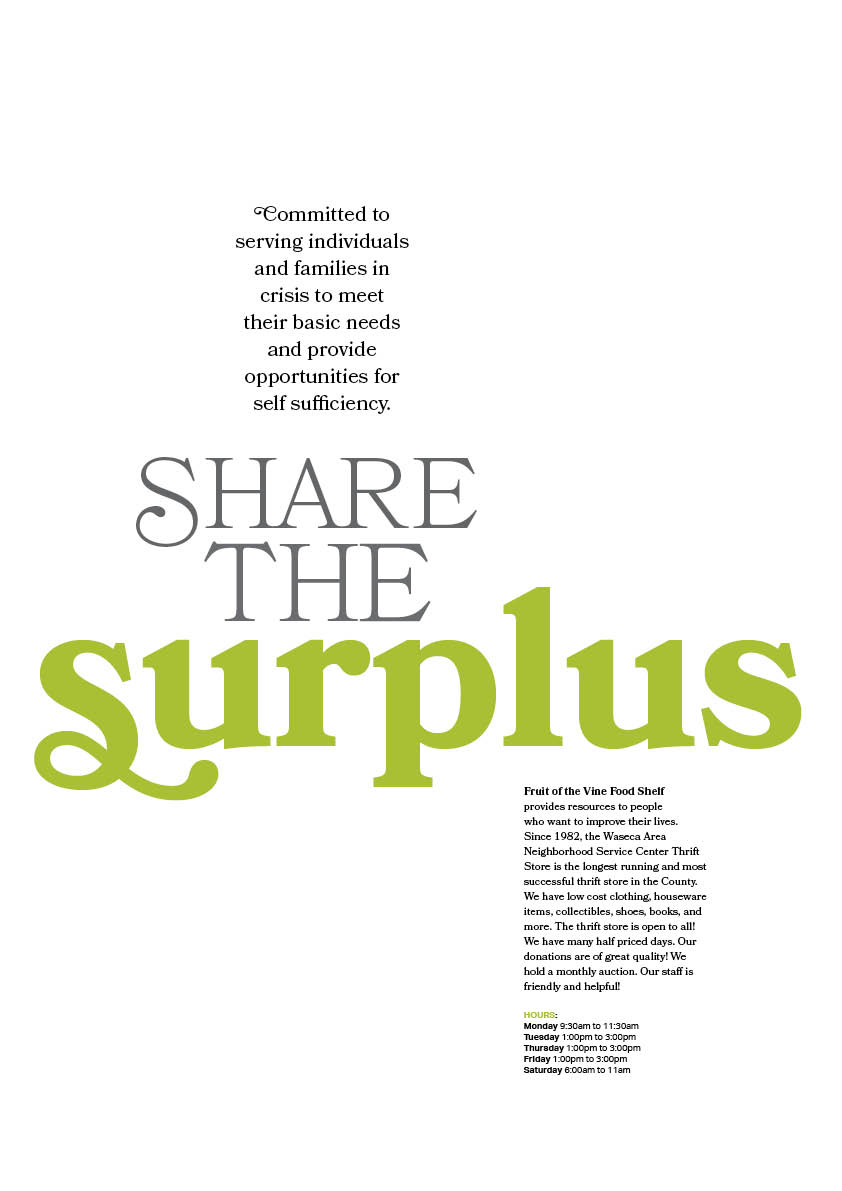 Committed to
serving individuals
and families in
crisis to meet
their basic needs
and provide
opportunities for
self sufficiency.
SHARE
THE
surplus
Fruit of the Vine Food Shelf
provides resources to people
who want to improve their lives.
Since 1982, the Waseca Area
Neighborhood Service Center Thrift
Store is the longest running and most
successful thrift store in the County.
We have low cost clothing, houseware
items, collectibles, shoes, books, and
more. The thrift store is open to all!
We have many half priced days. Our
donations are of great quality! We
hold a monthly auction. Our staff is
friendly and helpful!
HOURS:
Monday 9:30am to 11:30am
Tuesday 1:00pm to 3:00pm
Thursday 1:00pm to 3:00pm
Friday 1:00pm to 3:00pm
Saturday 6:00am to 11am